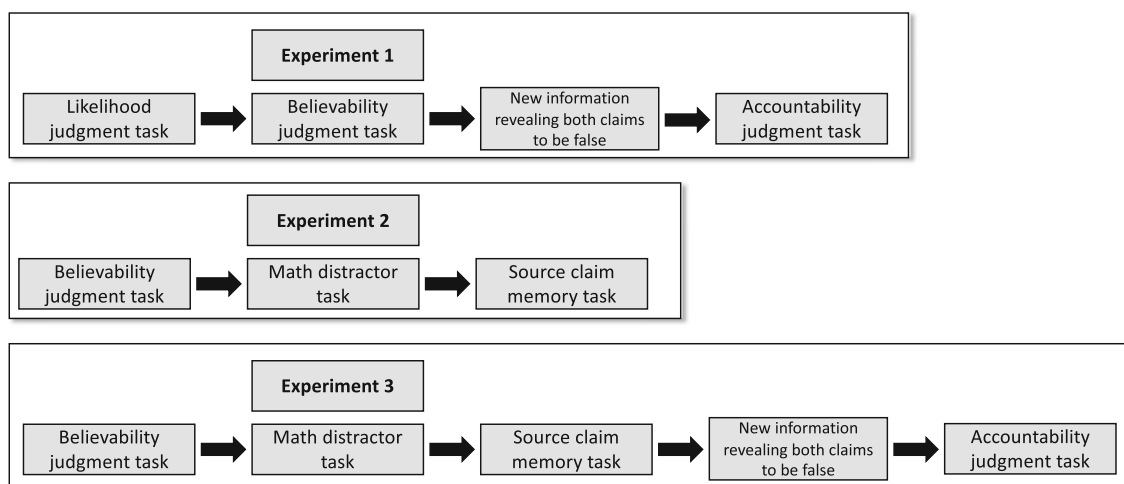 Experiment 1
Likelihood
judgment task
Believability
judgment task
New information
revealing both claims
to be false
Accountability
judgment task
Experiment 2
Believability
judgment task
Math distractor
task
Source claim
memory task
Experiment 3
Believability
judgment task
Math distractor
task
Source claim
memory task
New information
revealing both claims
to be false
Accountability
judgment task